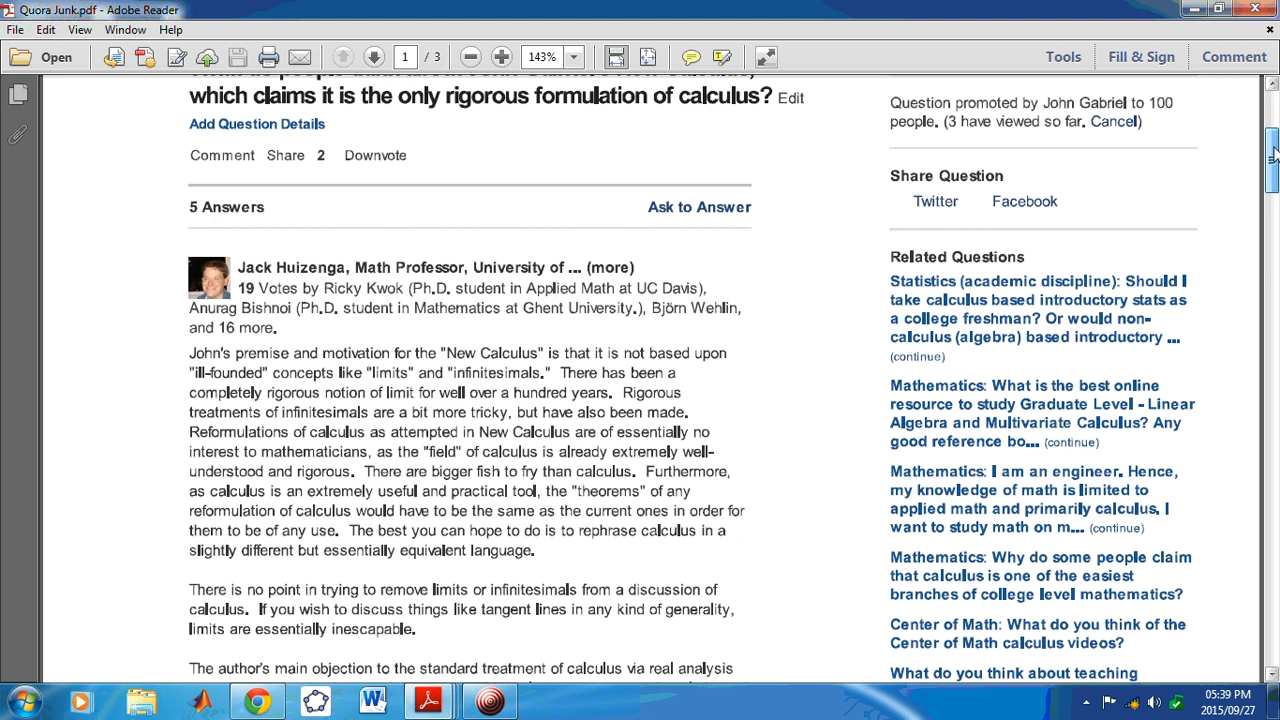 Quora Junk.pdf - Adobe Reader
File Edit View Window Help
Open 1 / 3 143% Tools Fill & Sign Comment
which claims it is the only rigorous formulation of calculus? Edit
Add Question Details
Comment Share 2 Downvote
5 Answers Ask to Answer
Jack Huizenga, Math Professor, University of ... (more)
19 Votes by Ricky Kwok (Ph.D. student in Applied Math at UC Davis),
Anurag Bishnoi (Ph.D. student in Mathematics at Ghent University.), Björn Wehlin,
and 16 more.
John's premise and motivation for the "New Calculus" is that it is not based upon
"ill-founded" concepts like "limits" and "infinitesimals." There has been a
completely rigorous notion of limit for well over a hundred years. Rigorous
treatments of infinitesimals are a bit more tricky, but have also been made.
Reformulations of calculus as attempted in New Calculus are of essentially no
interest to mathematicians, as the "field" of calculus is already extremely well-
understood and rigorous. There are bigger fish to fry than calculus. Furthermore,
as calculus is an extremely useful and practical tool, the "theorems" of any
reformulation of calculus would have to be the same as the current ones in order for
them to be of any use. The best you can hope to do is to rephrase calculus in a
slightly different but essentially equivalent language.
There is no point in trying to remove limits or infinitesimals from a discussion of
calculus. If you wish to discuss things like tangent lines in any kind of generality,
limits are essentially inescapable.
The author's main objection to the standard treatment of calculus via real analysis
Question promoted by John Gabriel to 100
people. (3 have viewed so far. Cancel)
Share Question
Twitter Facebook
Related Questions
Statistics (academic discipline): Should I
take calculus based introductory stats as
a college freshman? Or would non-
calculus (algebra) based introductory ...
(continue)
Mathematics: What is the best online
resource to study Graduate Level - Linear
Algebra and Multivariate Calculus? Any
good reference bo... (continue)
Mathematics: I am an engineer. Hence,
my knowledge of math is limited to
applied math and primarily calculus. I
want to study math on m... (continue)
Mathematics: Why do some people claim
that calculus is one of the easiest
branches of college level mathematics?
Center of Math: What do you think of the
Center of Math calculus videos?
What do you think about teaching
05:39 PM
2015/09/27